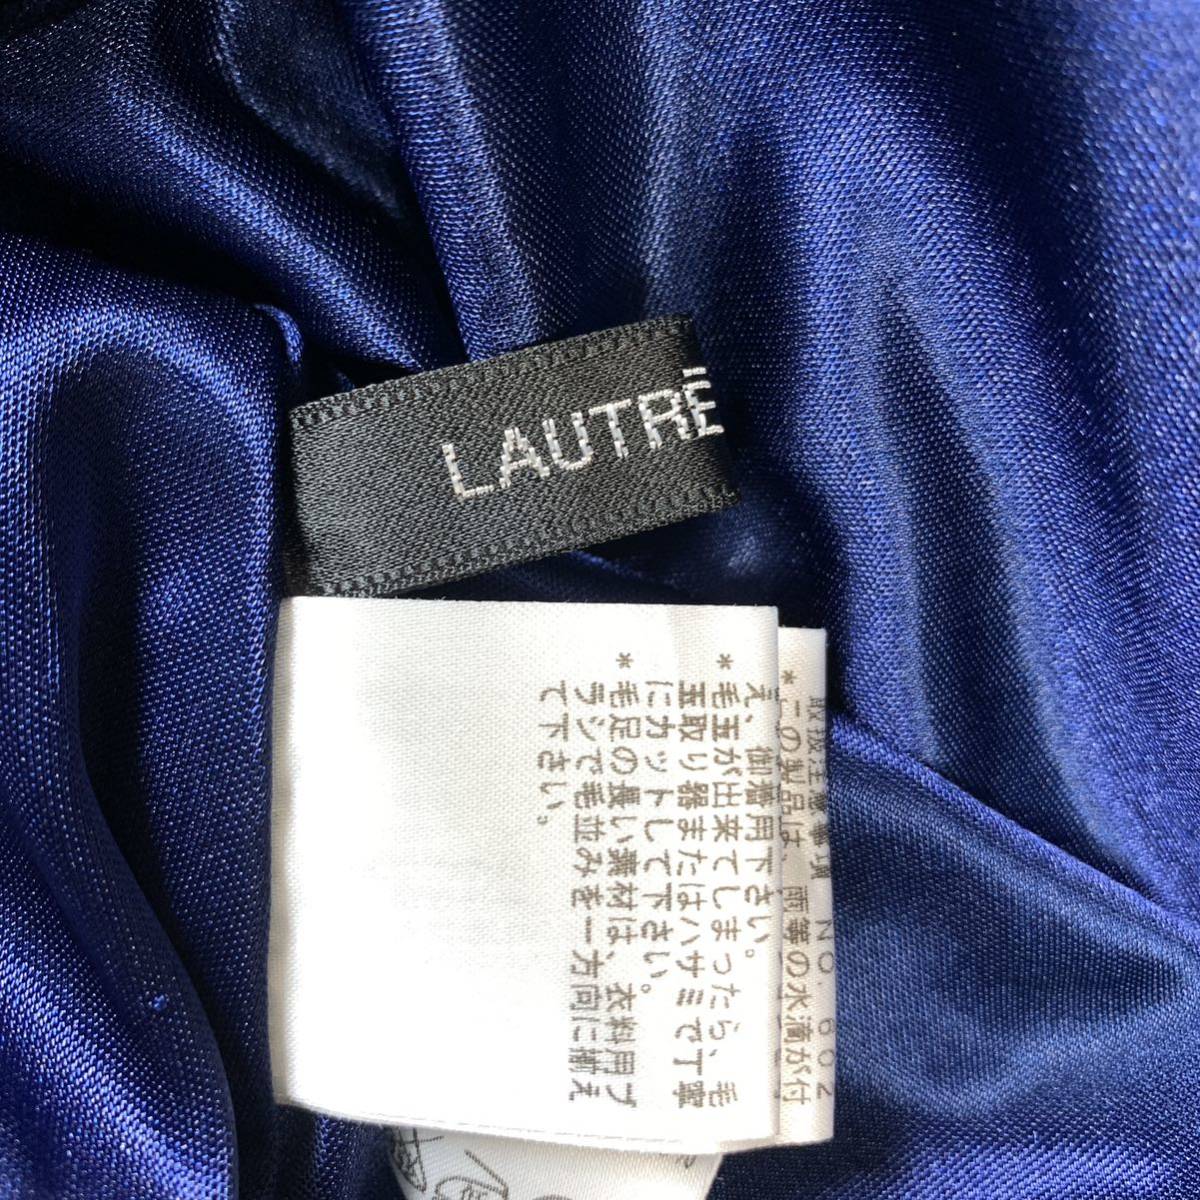 LAUTRË
取扱注意事項 NO. 602
*この製品は、雨等の水滴が付
え、御着用下さい。
*毛玉が出来てしまったら、毛
玉取り器またはハサミで丁寧
にカットして下さい。
*毛足の長い素材は、衣料用ブ
ラシで毛並みを一方向に揃え
て下さい。